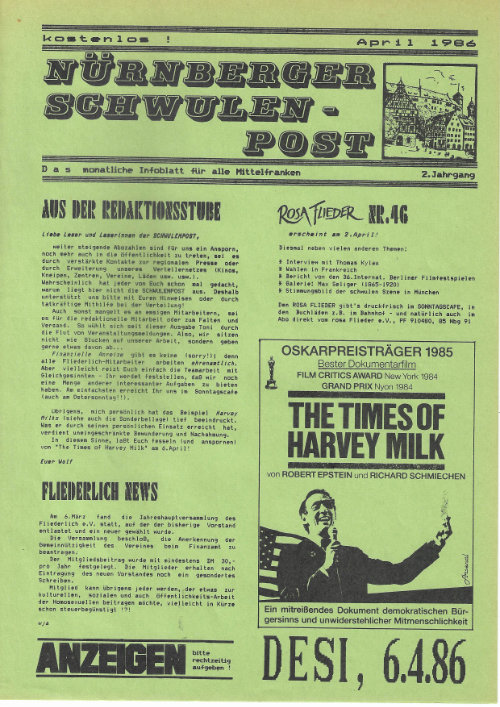 kostenlos !
April 1986
NÜRNBERGER
SCHWULEN-
POST
Das monatliche Infoblatt für alle Mittelfranken
2.Jahrgang
AUS DER REDAKTIONSSTUBE
Liebe Leser und Leserinnen der SCHWULENPOST,
weiter steigende Abozahlen sind für uns ein Ansporn,
noch mehr auch in die Öffentlichkeit zu treten, sei es
durch verstärkte Kontakte zur regionalen Presse oder
durch Erweiterung unseres Verteilernetzes (Kinos,
Kneipen, Zentren, Vereine, Läden usw. usw.).
Wahrscheinlich hat jeder von Euch schon mal gedacht,
warum liegt hier nicht die SCHWULENPOST aus. Deshalb
unterstützt uns bitte mit Euren Hinweisen oder durch
tatkräftige Mithilfe bei der Verteilung!
Auch sonst mangelt es an emsigen Mitarbeitern, sei
es für die redaktionelle Mitarbeit oder zum Falten und
Versand. So wühlt sich seit dieser Ausgabe Toni durch
die Flut von Veranstaltungsmeldungen. Also, wir sitzen
nicht wie Glucken auf unserer Arbeit, sondern geben
gerne etwas davon ab...
Finanzielle Anreize gibt es keine (sorry!); denn
alle Fliederlich-Mitarbeiter arbeiten ehrenamtlich.
Aber vielleicht reizt Euch einfach die Teamarbeit mit
Gleichgesinnten - Ihr werdet feststellen, daß wir noch
eine Menge anderer interessanter Aufgaben zu bieten
haben. Am einfachsten erreicht Ihr uns im Sonntagscafe
(auch am Ostersonntag!!).
Übrigens, mich persönlich hat das Beispiel Harvey
Milks (siehe auch die Sonderbeilage) tief beeindruckt.
Was er durch seinen persönlichen Einsatz erreicht hat,
verdient uneingeschränkte Bewunderung und Nachahmung.
In diesem Sinne, laßt Euch fesseln (und anspornen)
von "The Times of Harvey Milk" am 6.April!
Euer Wolf
FLIEDERLICH NEWS
Am 6.März fand die Jahreshauptversammlung des
Fliederlich e.V. statt, auf der der bisherige Vorstand
entlastet und ein neuer gewählt wurde.
Die Versammlung beschloß, die Anerkennung der
Gemeinnützigkeit des Vereines beim Finanzamt zu
beantragen.
Der Mitgliedsbeitrag wurde mit mindestens DM 30,-
pro Jahr festgelegt. Die Mitglieder erhalten nach
Eintragung des neuen Vorstandes noch ein gesondertes
Schreiben.
Mitglied kann übrigens jeder werden, der etwas zur
kulturellen, sozialen und auch Öffentlichkeits-Arbeit
der Homosexuellen beitragen möchte, vielleicht in Kürze
schon steuerbegünstigt !?!
ANZEIGEN bitte
rechtzeitig
aufgeben !
ROSA FLIEDER NR.46
erscheint am 2.April!
Diesmal neben vielen anderen Themen:
Interview mit Thomas Kylau
Wahlen in Frankreich
Bericht von den 36.Internat. Berliner Filmfestspielen
Galerie: Max Seliger (1865-1920)
Stimmungsbild der schwulen Szene in München
Den ROSA FLIEDER gibt's druckfrisch im SONNTAGSCAFE, in
den Buchläden z.B. im Bahnhof - und natürlich auch im
Abo direkt vom rosa Flieder e.V., PF 910480, 85 Nbg 91
OSKARPREISTRÄGER 1985
Bester Dokumentarfilm
FILM CRITICS AWARD New York 1984
GRAND PRIX Nyon 1984
THE TIMES OF
HARVEY MILK
von ROBERT EPSTEIN und RICHARD SCHMIECHEN
Ein mitreißendes Dokument demokratischen Bür-
gersinns und unwiderstehlicher Mitmenschlichkeit
DESI, 6.4.86